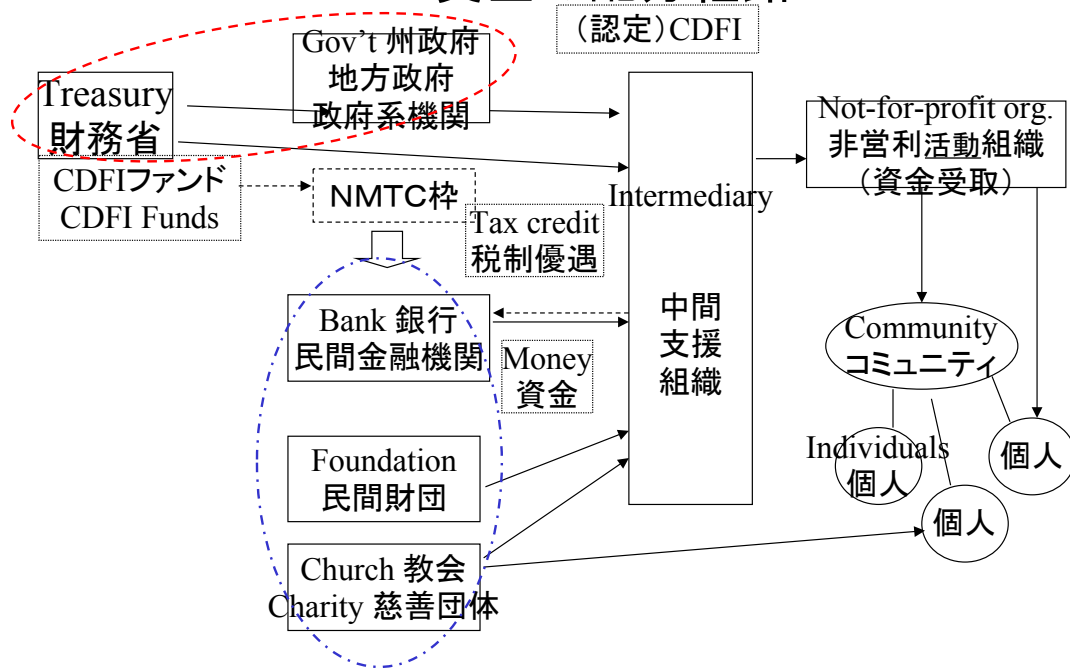 (認定)CDFI
Gov't 州政府
地方政府
政府系機関
Treasury
財務省
CDFIファンド
CDFI Funds
NMTC枠
Tax credit
税制優遇
Intermediary
中間
支援
組織
Not-for-profit org.
非営利活動組織
(資金受取)
Bank 銀行
民間金融機関
Money
資金
Foundation
民間財団
Church 教会
Charity 慈善団体
Community
コミュニティ
Individuals
個人
個人
個人